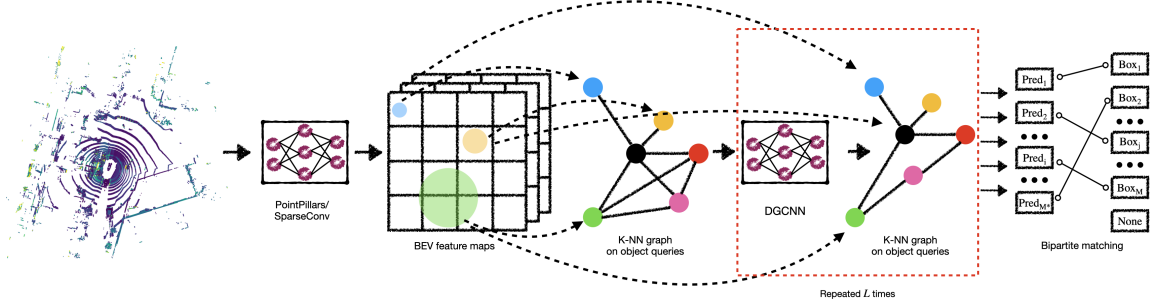 PointPillars/
SparseConv
BEV feature maps
K-NN graph
on object queries
DGCNN
K-NN graph
on object queries
Repeated L times
Pred1
Pred2
Predi
PredM*
Box1
Box2
Boxj
BoxM
None
Bipartite matching